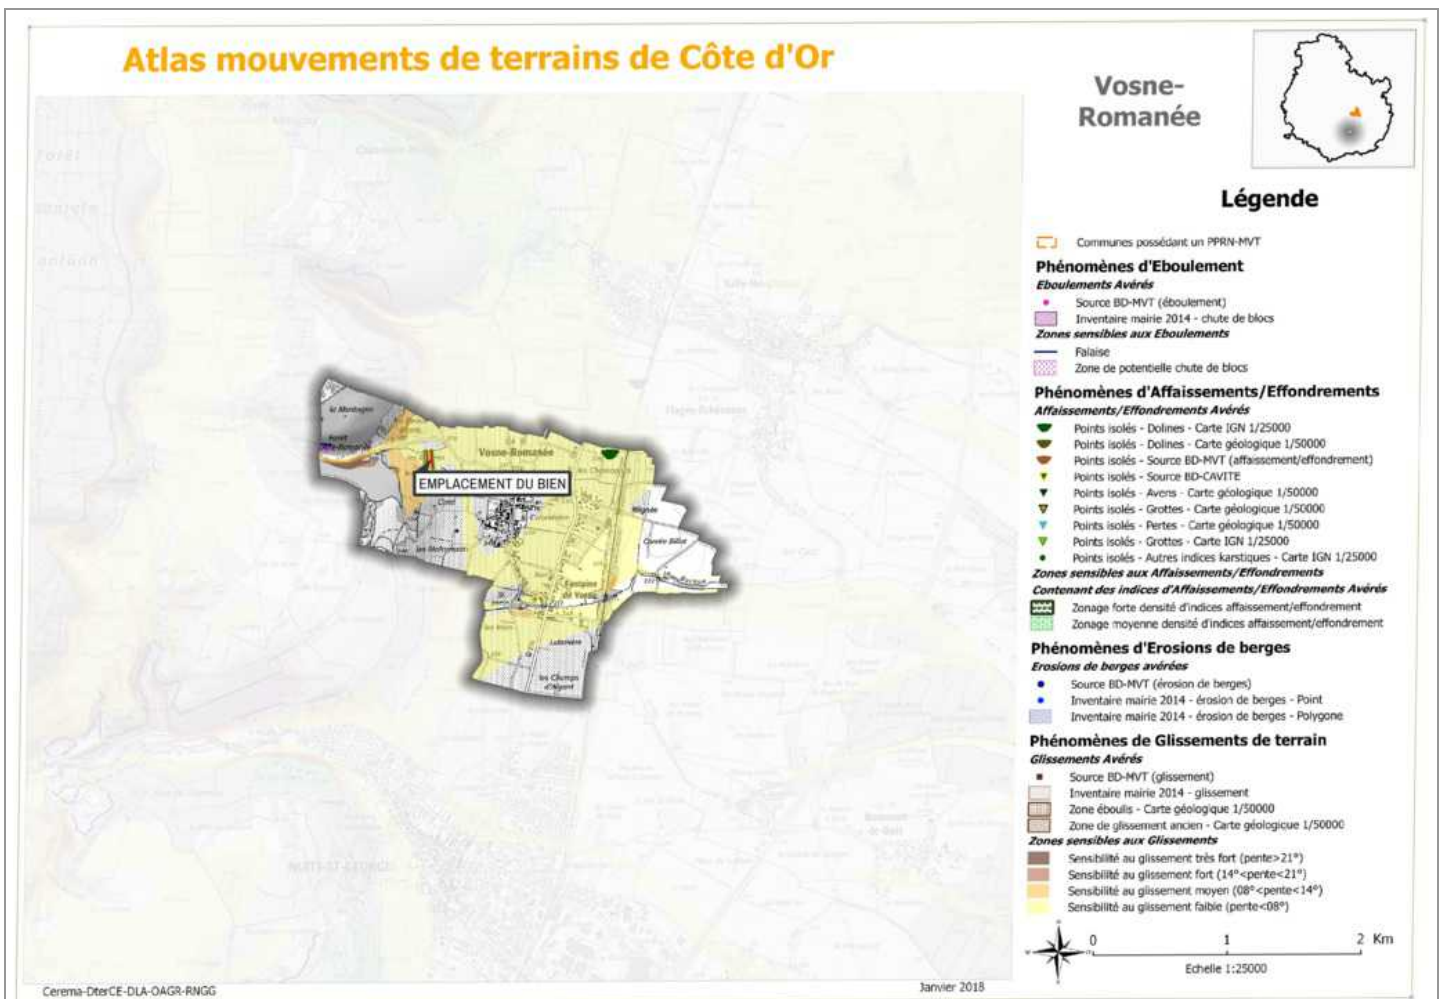 Atlas mouvements de terrains de Côte d'Or
Vosne-
Romanée
Légende
Communes possédant un PPRN-MVT
Phénomènes d'Eboulement
Eboulements Avérés
Source BD-MVT (éboulement)
Inventaire mairie 2014 - chute de blocs
Zones sensibles aux Eboulements
Falaise
Zone de potentielle chute de blocs
Phénomènes d'Affaissements/Effondrements
Affaissements/Effondrements Avérés
Points isolés - Dolines - Carte IGN 1/25000
Points isolés - Dolines - Carte géologique 1/50000
Points isolés - Source BD-MVT (affaissement/effondrement)
Points isolés - Source BD-CAVITE
Points isolés - Avens - Carte géologique 1/50000
Points isolés - Grottes - Carte géologique 1/50000
Points isolés - Pertes - Carte géologique 1/50000
Points isolés - Grottes - Carte IGN 1/25000
Points isolés - Autres indices karstiques - Carte IGN 1/25000
Zones sensibles aux Affaissements/Effondrements
Contenant des indices d'Affaissements/Effondrements Avérés
Zonage forte densité d'indices affaissement/effondrement
Zonage moyenne densité d'indices affaissement/effondrement
Phénomènes d'Erosions de berges
Erosions de berges avérées
Source BD-MVT (érosion de berges)
Inventaire mairie 2014 - érosion de berges - Point
Inventaire mairie 2014 - érosion de berges - Polygone
Phénomènes de Glissements de terrain
Glissements Avérés
Source BD-MVT (glissement)
Inventaire mairie 2014 - glissement
Zone éboulis - Carte géologique 1/50000
Zone de glissement ancien - Carte géologique 1/50000
Zones sensibles aux Glissements
Sensibilité au glissement très fort (pente>21°)
Sensibilité au glissement fort (14°<pente<21°)
Sensibilité au glissement moyen (08°<pente<14°)
Sensibilité au glissement faible (pente<08°)
0 1 2 Km
Echelle 1:25000
la Montagne
Vosne-Romanée
EMPLACEMENT DU BIEN
Fontaine
de Vosne
les Champs
d'Argent
Cerema-DterCE-DLA-OAGR-RNGG
Janvier 2018